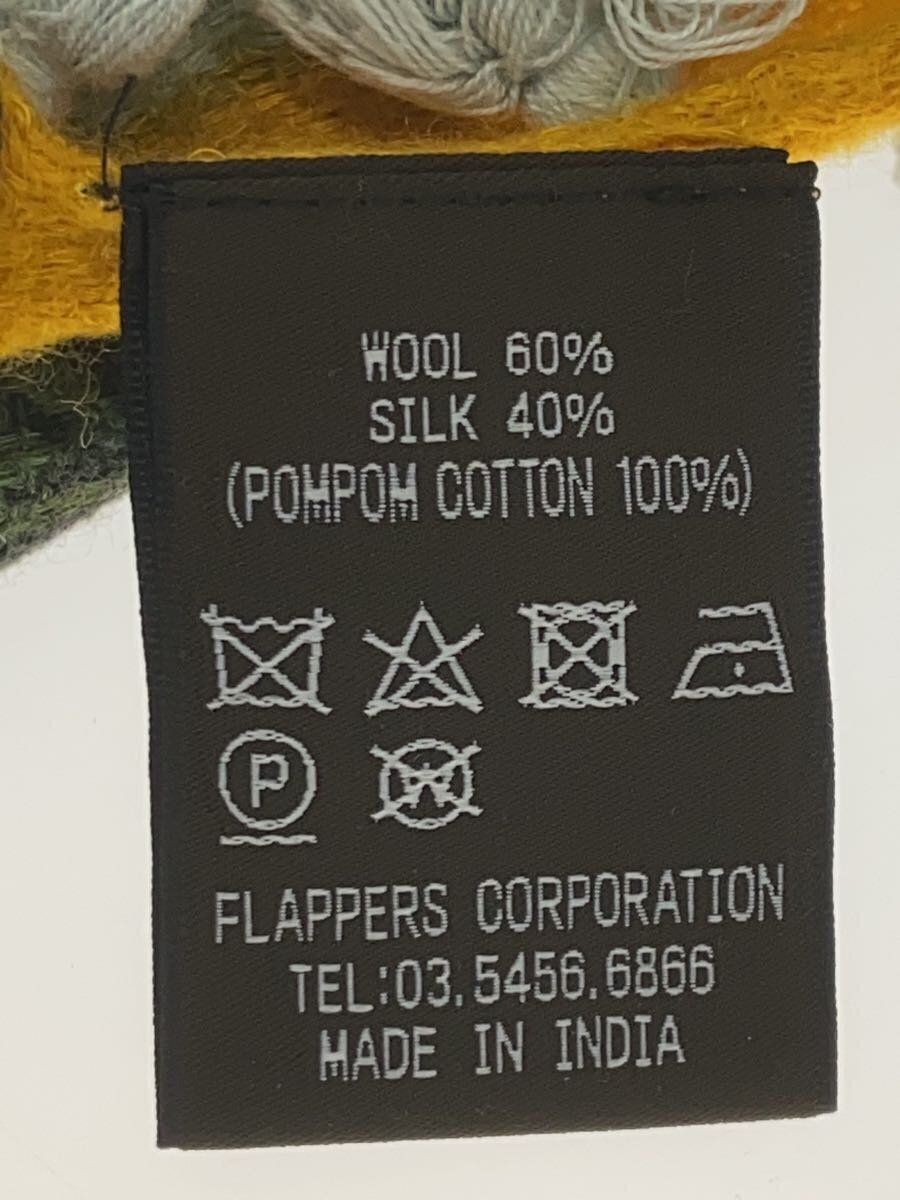 WOOL 60%
SILK 40%
(POMPOM COTTON 100%)
P
W
FLAPPERS CORPORATION
TEL:03.5456.6866
MADE IN INDIA